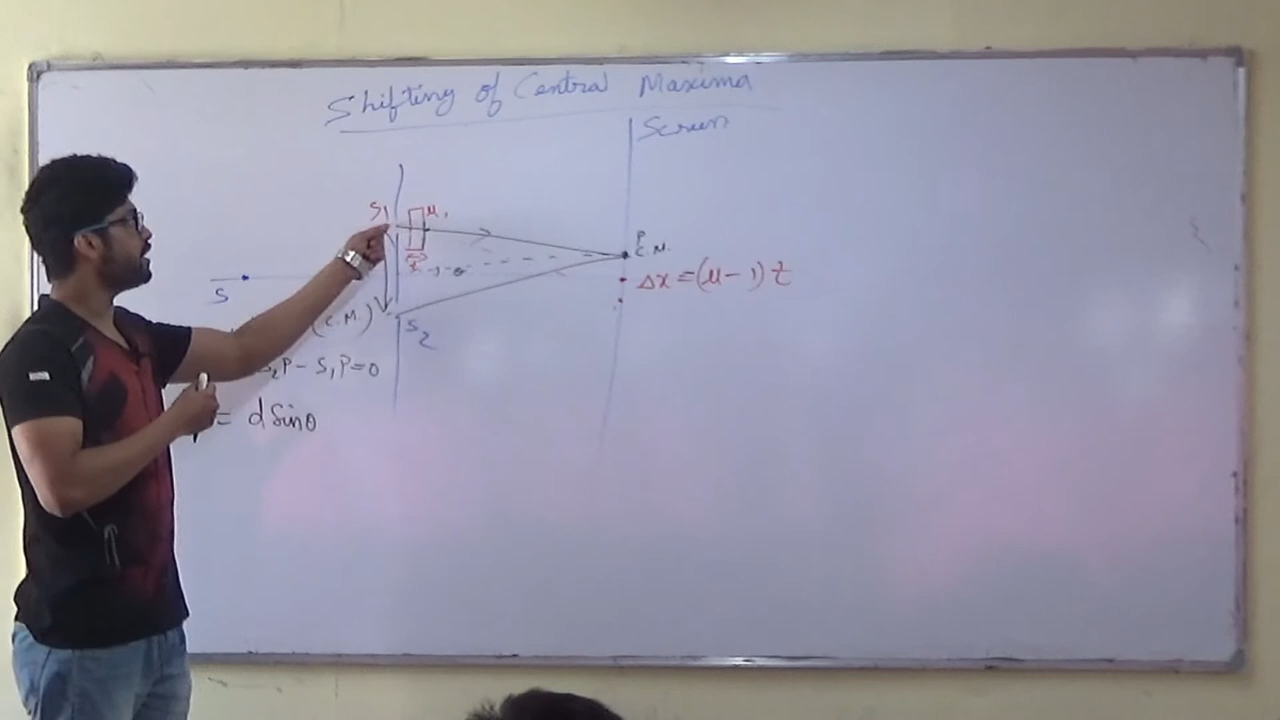 Shifting of Central Maxima
Screen
S1
μ,
t
θ
P
C.M.
Δx = (μ - 1) t
S
S2
(C.M.)
S2P - S1P = 0
= d Sinθ